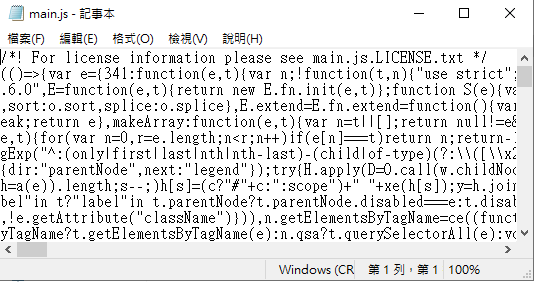 main.js - 記事本
檔案(F) 編輯(E) 格式(O) 檢視(V) 說明(H)
/*! For license information please see main.js.LICENSE.txt */
(()=>{var e={341:function(e,t){var n;!function(t,n){"use strict";
.6.0",E=function(e,t){return new E.fn.init(e,t)};function S(e){va
,sort:o.sort,splice:o.splice},E.extend=E.fn.extend=function(){var
eak;return e},makeArray:function(e,t){var n=t||[];return null!=e&
e,t){for(var n=0,r=e.length;n<r;n++)if(e[n]===t)return n;return-1
gExp("^:(only|first|last|nth|nth-last)-(child|of-type)(?:\\([\\x2
{dir:"parentNode",next:"legend"});try{H.apply(D=O.call(w.childNod
h=a(e)).length;s--;)h[s]=(c?"#"+c:":scope")+" "+xe(h[s]);y=h.join
in t?"label"in t.parentNode?t.parentNode.disabled===e:t.disab
,!e.getAttribute("className")})),n.getElementsByTagName=ce((funct
yTagName?t.getElementsByTagName(e):n.qsa?t.querySelectorAll(e):vo
Windows (CR 第 1 列，第 1 100%